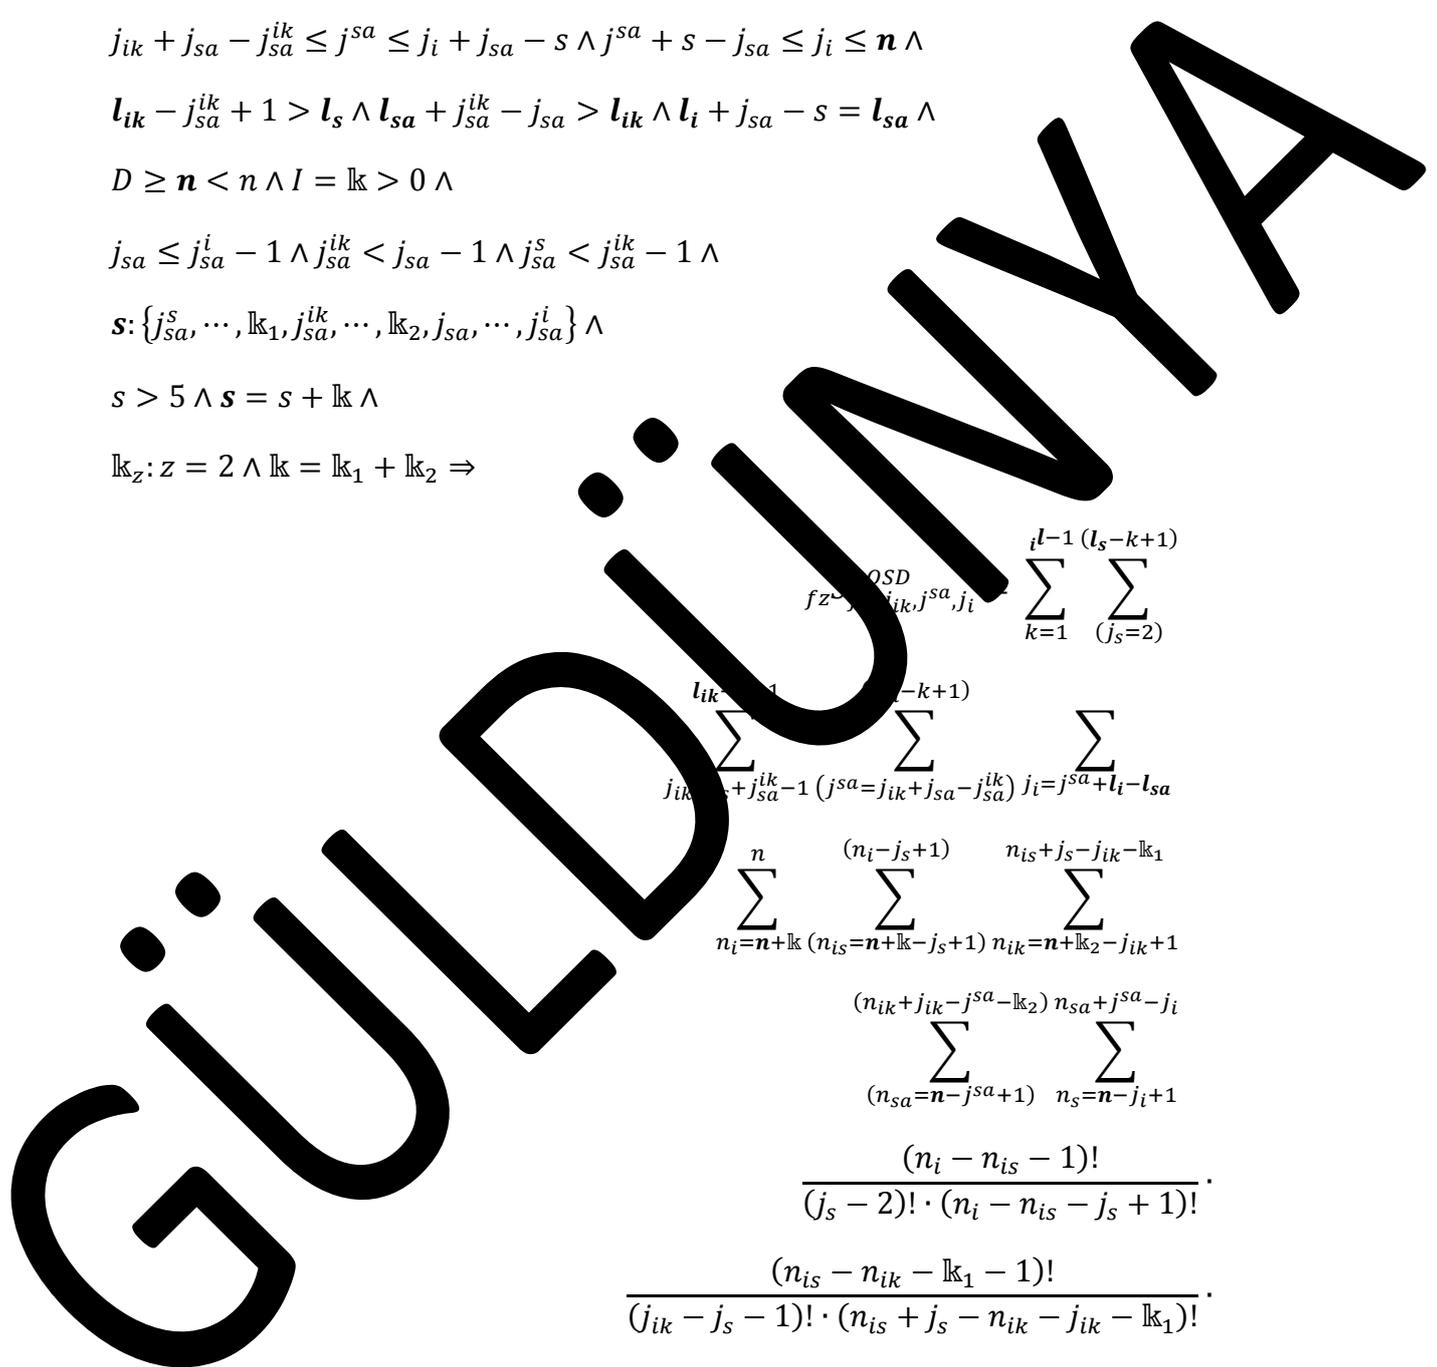 j_{ik} + j_{sa} − j_{sa}^{ik} ≤ j^{sa} ≤ j_i + j_{sa} − s ∧ j^{sa} + s − j_{sa} ≤ j_i ≤ n ∧
l_{ik} − j_{sa}^{ik} + 1 > l_s ∧ l_{sa} + j_{sa}^{ik} − j_{sa} > l_{ik} ∧ l_i + j_{sa} − s = l_{sa} ∧
D ≥ n < n ∧ I = 𝕜 > 0 ∧
j_{sa} ≤ j_{sa}^i − 1 ∧ j_{sa}^{ik} < j_{sa} − 1 ∧ j_{sa}^s < j_{sa}^{ik} − 1 ∧
s: {j_{sa}^s, ⋯, 𝕜_1, j_{sa}^{ik}, ⋯, 𝕜_2, j_{sa}, ⋯, j_{sa}^i} ∧
s > 5 ∧ s = s + 𝕜 ∧
𝕜_z: z = 2 ∧ 𝕜 = 𝕜_1 + 𝕜_2 ⇒
∑_{k=1}^{_i l−1} ∑_{(j_s=2)}^{(l_s−k+1)}
∑ ∑_{(j^{sa}=j_{ik}+j_{sa}−j_{sa}^{ik})} ∑_{j_i=j^{sa}+l_i−l_{sa}}
∑_{n_i=n+𝕜}^{n} ∑_{(n_{is}=n+𝕜−j_s+1)}^{(n_i−j_s+1)} ∑_{n_{ik}=n+𝕜_2−j_{ik}+1}^{n_{is}+j_s−j_{ik}−𝕜_1}
∑_{(n_{sa}=n−j^{sa}+1)}^{(n_{ik}+j_{ik}−j^{sa}−𝕜_2)} ∑_{n_s=n−j_i+1}^{n_{sa}+j^{sa}−j_i}
(n_i − n_{is} − 1)!
/ (j_s − 2)! · (n_i − n_{is} − j_s + 1)! ·
(n_{is} − n_{ik} − 𝕜_1 − 1)!
/ (j_{ik} − j_s − 1)! · (n_{is} + j_s − n_{ik} − j_{ik} − 𝕜_1)! ·
GÜLDÜNYA